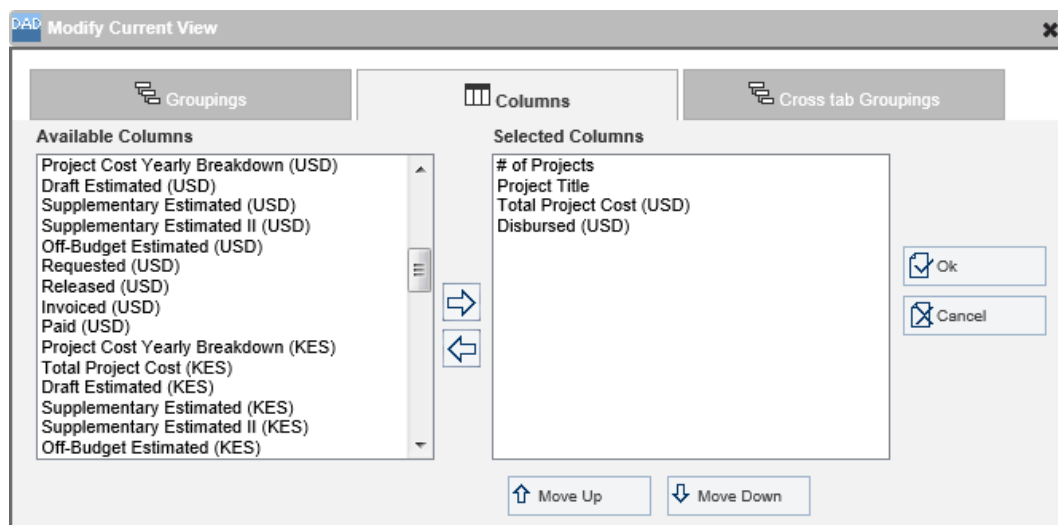 DAD Modify Current View
Groupings
Columns
Cross tab Groupings
Available Columns
Project Cost Yearly Breakdown (USD)
Draft Estimated (USD)
Supplementary Estimated (USD)
Supplementary Estimated II (USD)
Off-Budget Estimated (USD)
Requested (USD)
Released (USD)
Invoiced (USD)
Paid (USD)
Project Cost Yearly Breakdown (KES)
Total Project Cost (KES)
Draft Estimated (KES)
Supplementary Estimated (KES)
Supplementary Estimated II (KES)
Off-Budget Estimated (KES)
Selected Columns
# of Projects
Project Title
Total Project Cost (USD)
Disbursed (USD)
Ok
Cancel
Move Up
Move Down